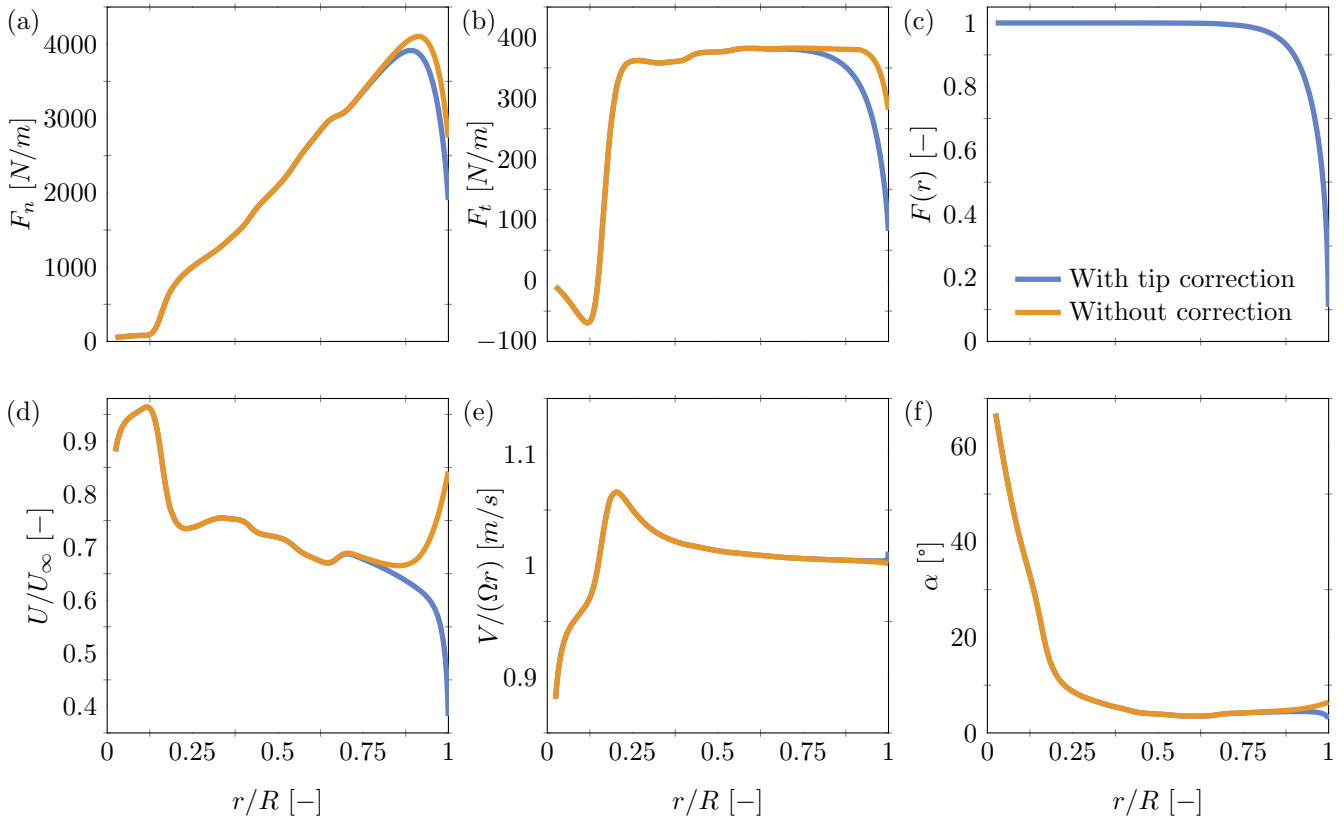 (a)
4000
3000
2000
1000
0
F_n [N/m]
(b)
400
300
200
100
0
−100
F_t [N/m]
(c)
1
0.8
0.6
0.4
0.2
0
F(r) [−]
With tip correction
Without correction
(d)
0.9
0.8
0.7
0.6
0.5
0.4
U/U_∞ [−]
0 0.25 0.5 0.75 1
r/R [−]
(e)
1.1
1
0.9
V/(Ωr) [m/s]
0 0.25 0.5 0.75 1
r/R [−]
(f)
60
40
20
0
α [°]
0 0.25 0.5 0.75 1
r/R [−]